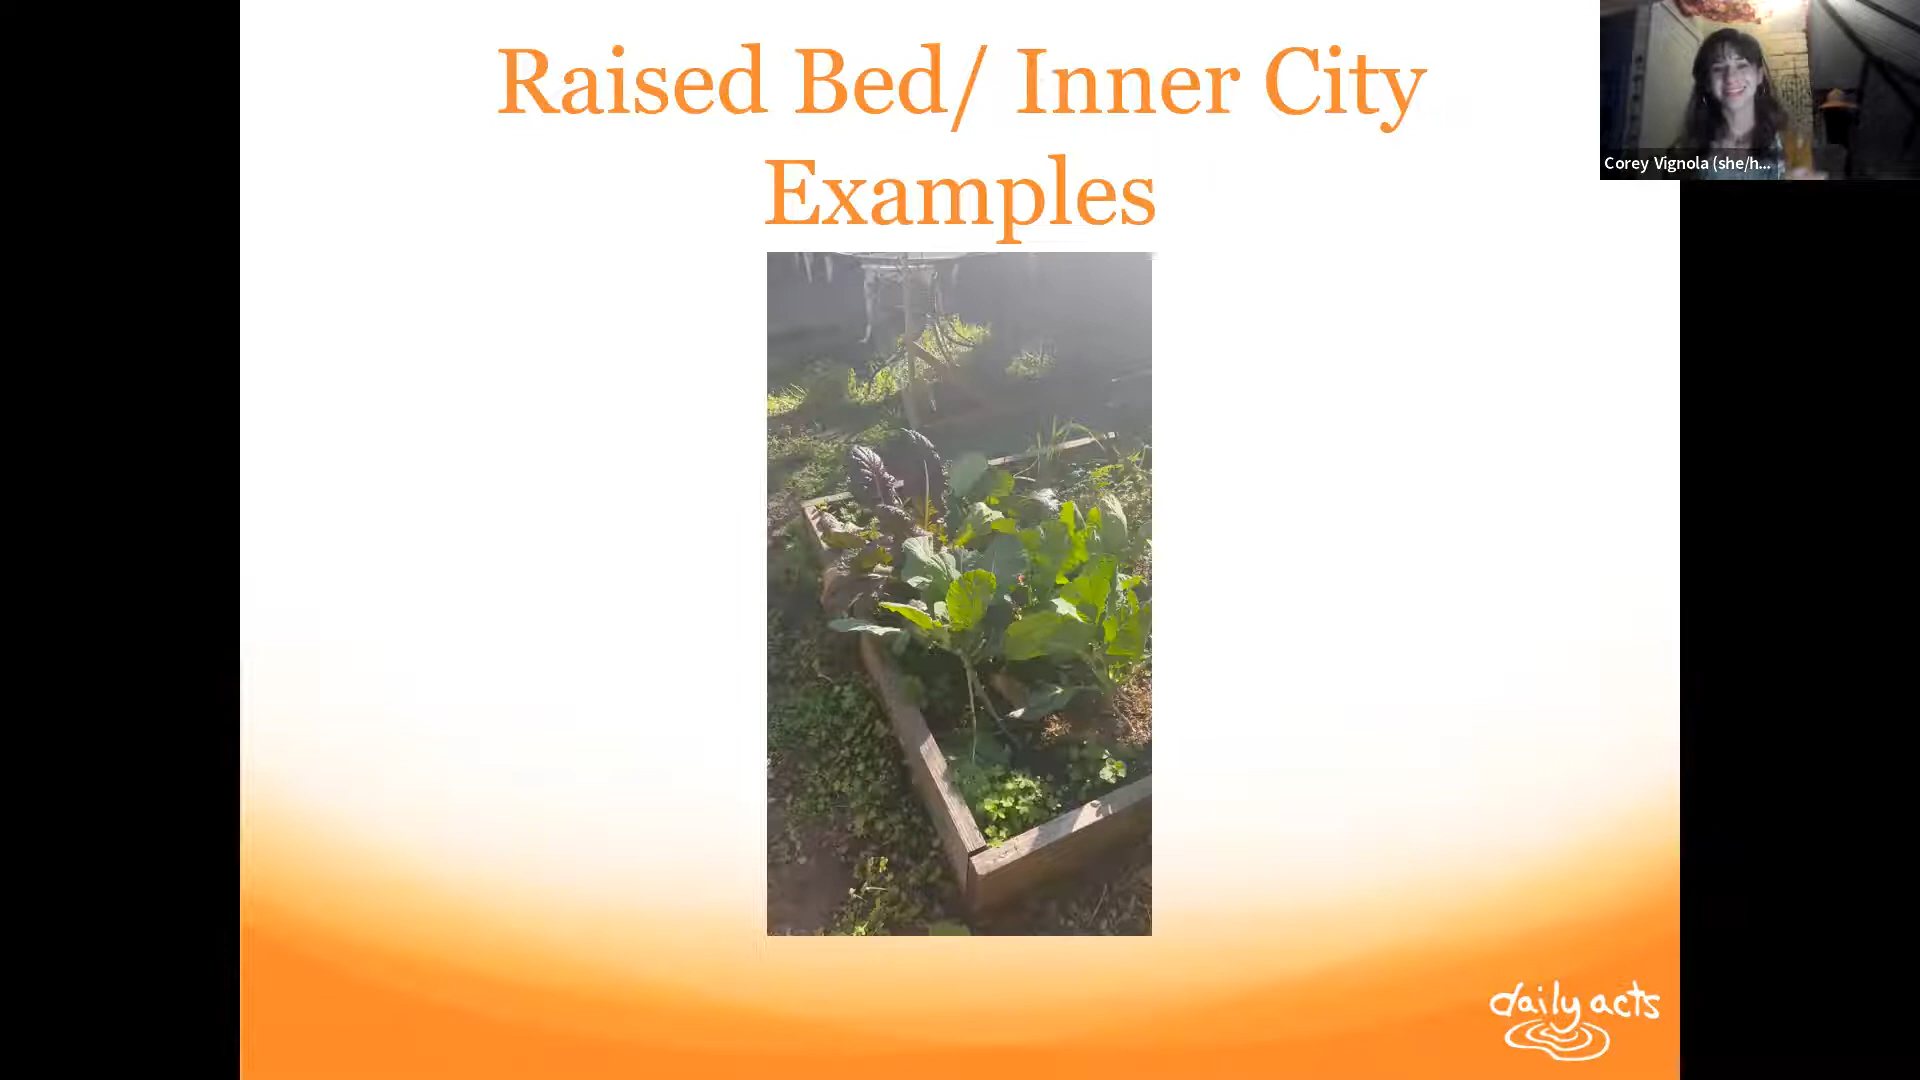 Raised Bed/ Inner City
Examples
Corey Vignola (she/h...
daily acts